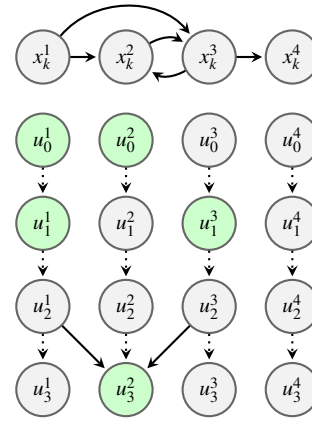 x_k^1 x_k^2 x_k^3 x_k^4
u_0^1 u_0^2 u_0^3 u_0^4
u_1^1 u_1^2 u_1^3 u_1^4
u_2^1 u_2^2 u_2^3 u_2^4
u_3^1 u_3^2 u_3^3 u_3^4